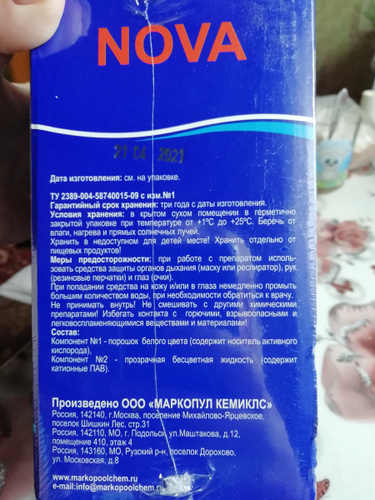 NOVA
21 04 2021
Дата изготовления: см. на упаковке.
ТУ 2389-004-58740015-09 с изм.№1
Гарантийный срок хранения: три года с даты изготовления.
Условия хранения: в крытом сухом помещении в герметично
закрытой упаковке при температуре от +1°С до +25°С. Беречь от
влаги, нагрева и прямых солнечных лучей.
Хранить в недоступном для детей месте! Хранить отдельно от
пищевых продуктов!
Меры предосторожности: при работе с препаратом использо-
вать средства защиты органов дыхания (маску или респиратор), рук
(резиновые перчатки) и глаз (очки).
При попадании средства на кожу и/или в глаза немедленно промыть
большим количеством воды, при необходимости обратиться к врачу.
Не принимать внутрь! Не смешивать с другими химическими
препаратами! Избегать контакта с горючими, взрывоопасными и
легковоспламеняющимися веществами и материалами!
Состав:
Компонент №1 - порошок белого цвета (содержит носитель активного
кислорода).
Компонент №2 - прозрачная бесцветная жидкость (содержит
катионные ПАВ).
Произведено ООО «МАРКОПУЛ КЕМИКЛС»
Россия, 142140, г.Москва, поселение Михайлово-Ярцевское,
поселок Шишкин Лес, стр.31
Россия, 142110, МО, г. Подольск, ул.Маштакова, д.12,
помещение 410, этаж 4
Россия, 143160, МО, Рузский р-н, поселок Дорохово,
ул. Московская, д.8
www.markopoolchem.ru
e-mail:info@markopoolchem.ru